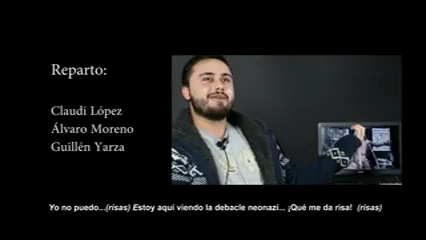 Reparto:
Claudi López
Álvaro Moreno
Guillén Yarza
Yo no puedo...(risas) Estoy aquí viendo la debacle neonazi... ¡Qué me da risa! (risas)